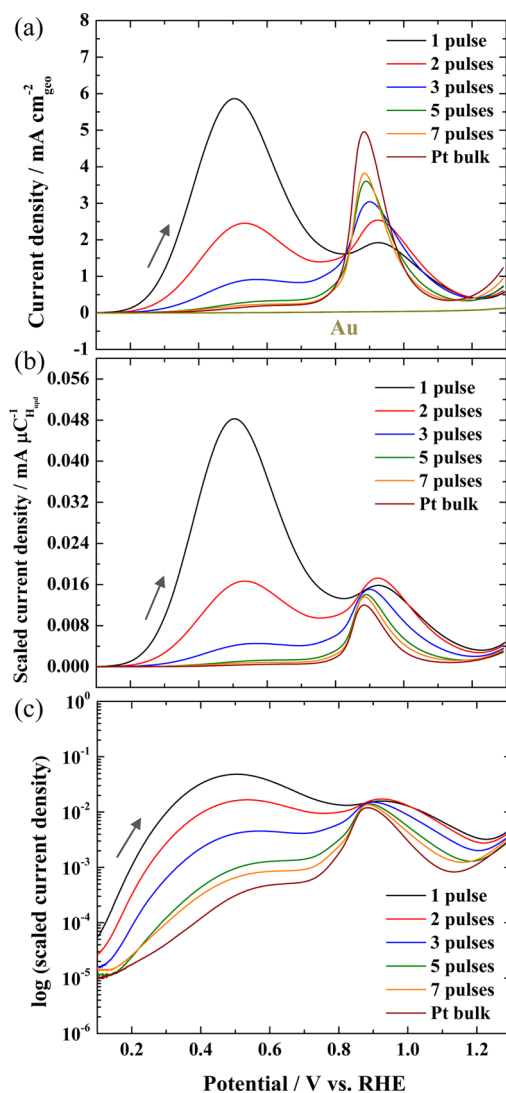 (a)
Current density / mA cm⁻²geo
8
7
6
5
4
3
2
1
0
-1
1 pulse
2 pulses
3 pulses
5 pulses
7 pulses
Pt bulk
Au
(b)
Scaled current density / mA μC⁻¹Hupd
0.056
0.048
0.040
0.032
0.024
0.016
0.008
0.000
1 pulse
2 pulses
3 pulses
5 pulses
7 pulses
Pt bulk
(c)
log (scaled current density)
10⁰
10⁻¹
10⁻²
10⁻³
10⁻⁴
10⁻⁵
10⁻⁶
1 pulse
2 pulses
3 pulses
5 pulses
7 pulses
Pt bulk
0.2 0.4 0.6 0.8 1.0 1.2
Potential / V vs. RHE